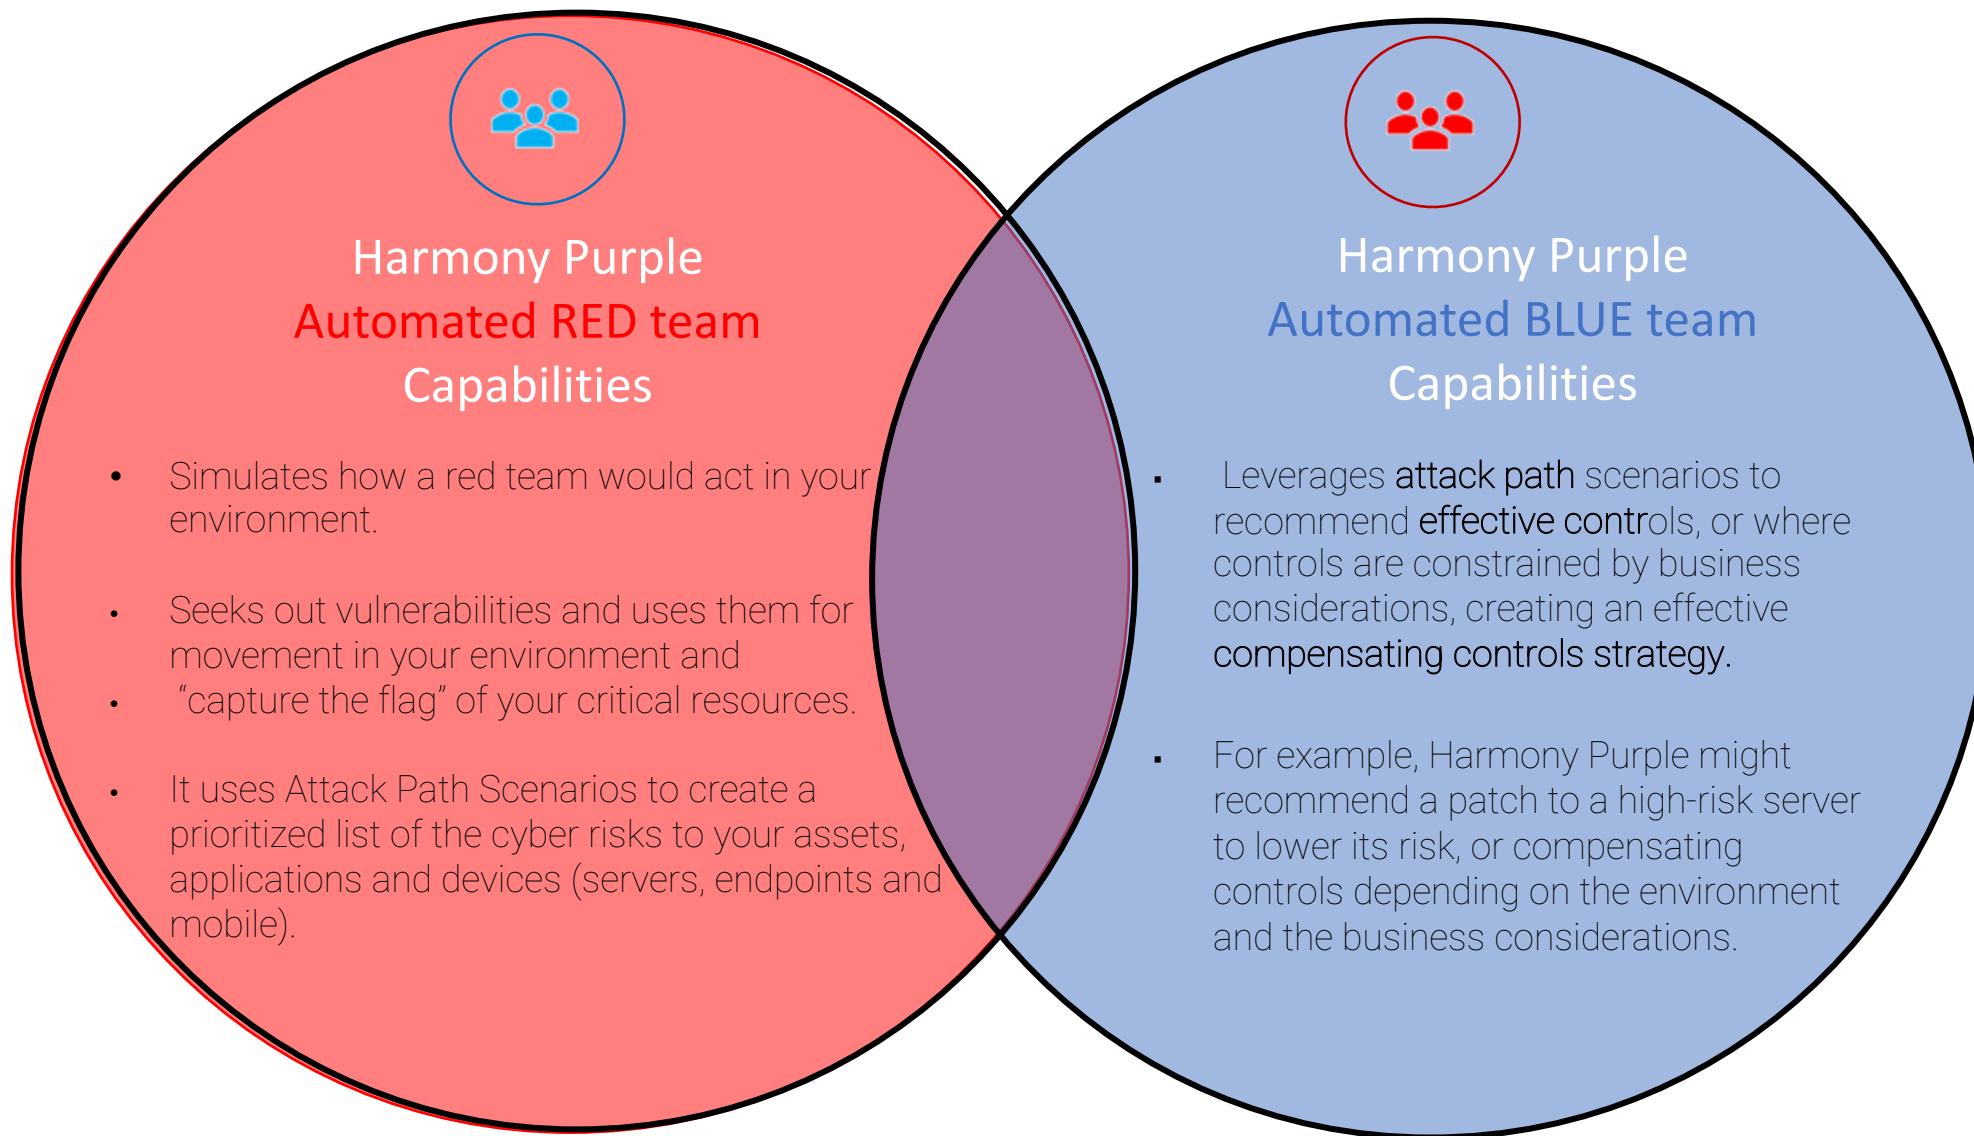 Harmony Purple
Automated RED team
Capabilities
• Simulates how a red team would act in your
environment.
• Seeks out vulnerabilities and uses them for
movement in your environment and
• “capture the flag” of your critical resources.
• It uses Attack Path Scenarios to create a
prioritized list of the cyber risks to your assets,
applications and devices (servers, endpoints and
mobile).
Harmony Purple
Automated BLUE team
Capabilities
▪ Leverages attack path scenarios to
recommend effective controls, or where
controls are constrained by business
considerations, creating an effective
compensating controls strategy.
▪ For example, Harmony Purple might
recommend a patch to a high-risk server
to lower its risk, or compensating
controls depending on the environment
and the business considerations.